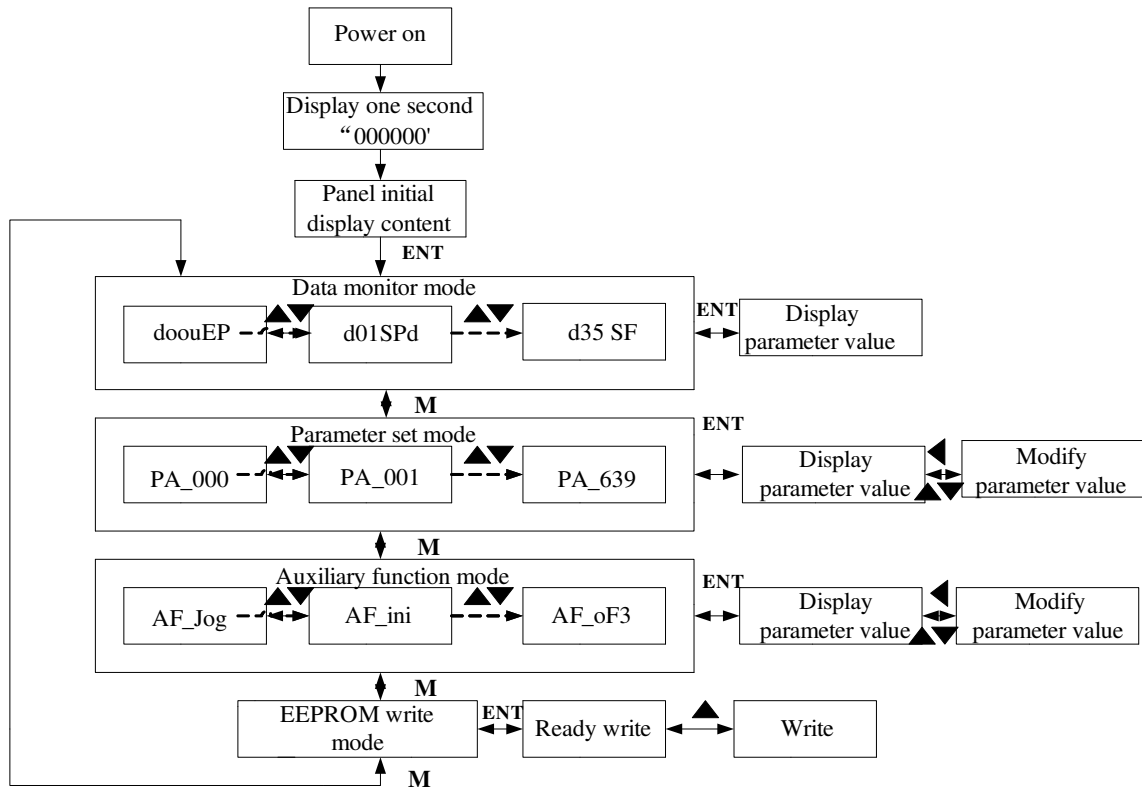 Power on
Display one second
“000000'
Panel initial
display content
ENT
Data monitor mode
doouEP
d01SPd
d35 SF
ENT
Display
parameter value
M
Parameter set mode
PA_000
PA_001
PA_639
ENT
Display
parameter value
Modify
parameter value
M
Auxiliary function mode
AF_Jog
AF_ini
AF_oF3
ENT
Display
parameter value
Modify
parameter value
M
EEPROM write
mode
ENT
Ready write
Write
M